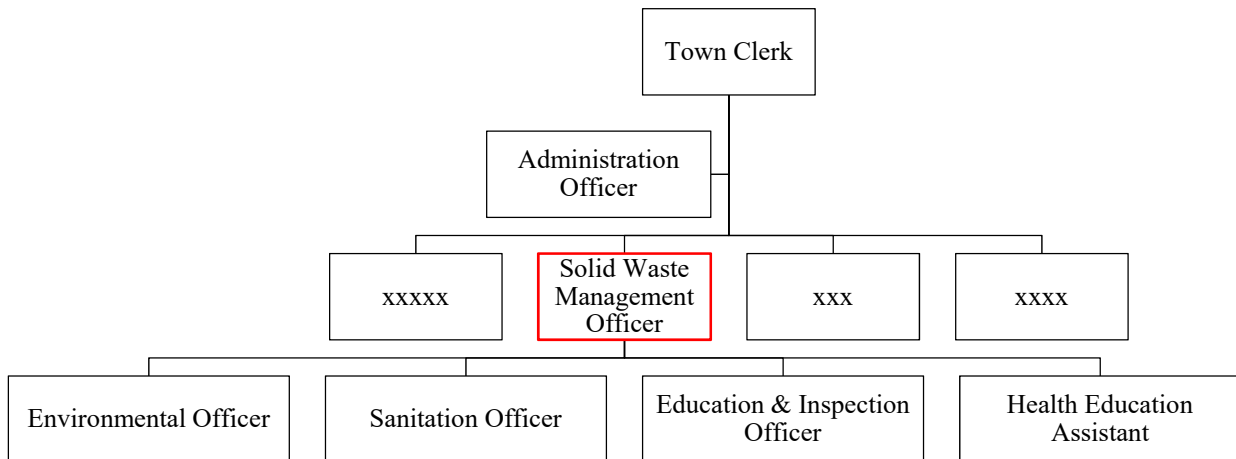 Town Clerk
Administration
Officer
xxxxx
Solid Waste
Management
Officer
xxx
xxxx
Environmental Officer
Sanitation Officer
Education & Inspection
Officer
Health Education
Assistant